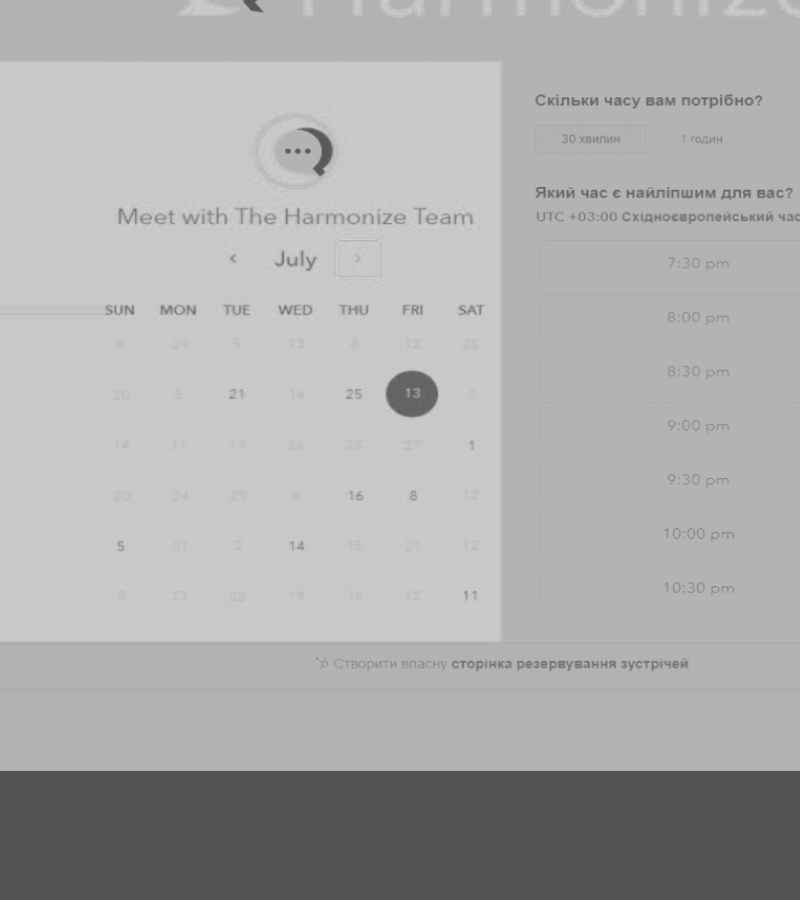 Harmonize
Meet with The Harmonize Team
July
SUN MON TUE WED THU FRI SAT
5 29 5 13 8 12 25
20 5 21 16 25 13
14 11 19 26 25 27 1
20 24 29 16 8 12
5 31 2 14 15 21 12
8 13 28 19 16 12 11
Скільки часу вам потрібно?
30 хвилин 1 годин
Який час є найліпшим для вас?
UTC +03:00 Східноєвропейський час
7:30 pm
8:00 pm
8:30 pm
9:00 pm
9:30 pm
10:00 pm
10:30 pm
Створити власну сторінка резервування зустрічей